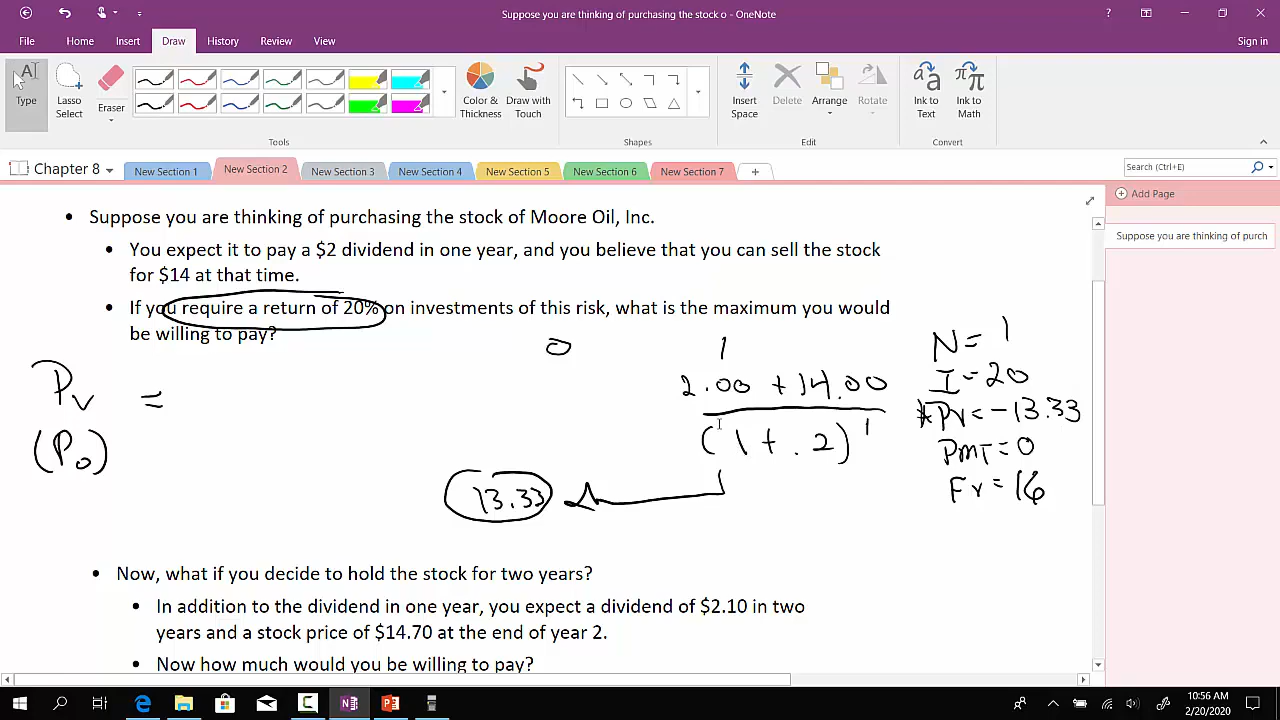 Suppose you are thinking of purchasing the stock o - OneNote
?
File Home Insert Draw History Review View
Sign in
Type
Lasso Select
Eraser
Color & Thickness
Draw with Touch
Insert Space
Delete
Arrange
Rotate
Ink to Text
Ink to Math
Tools Shapes Edit Convert
Chapter 8
New Section 1 New Section 2 New Section 3 New Section 4 New Section 5 New Section 6 New Section 7 +
Search (Ctrl+E)
Add Page
Suppose you are thinking of purch
• Suppose you are thinking of purchasing the stock of Moore Oil, Inc.
• You expect it to pay a $2 dividend in one year, and you believe that you can sell the stock
for $14 at that time.
• If you require a return of 20% on investments of this risk, what is the maximum you would
be willing to pay?
0 1
2.00 + 14.00
(1 + .2)^1
PV =
(P0)
13.33
N = 1
I = 20
*PV = -13.33
PMT = 0
FV = 16
• Now, what if you decide to hold the stock for two years?
• In addition to the dividend in one year, you expect a dividend of $2.10 in two
years and a stock price of $14.70 at the end of year 2.
• Now how much would you be willing to pay?
10:56 AM
2/20/2020